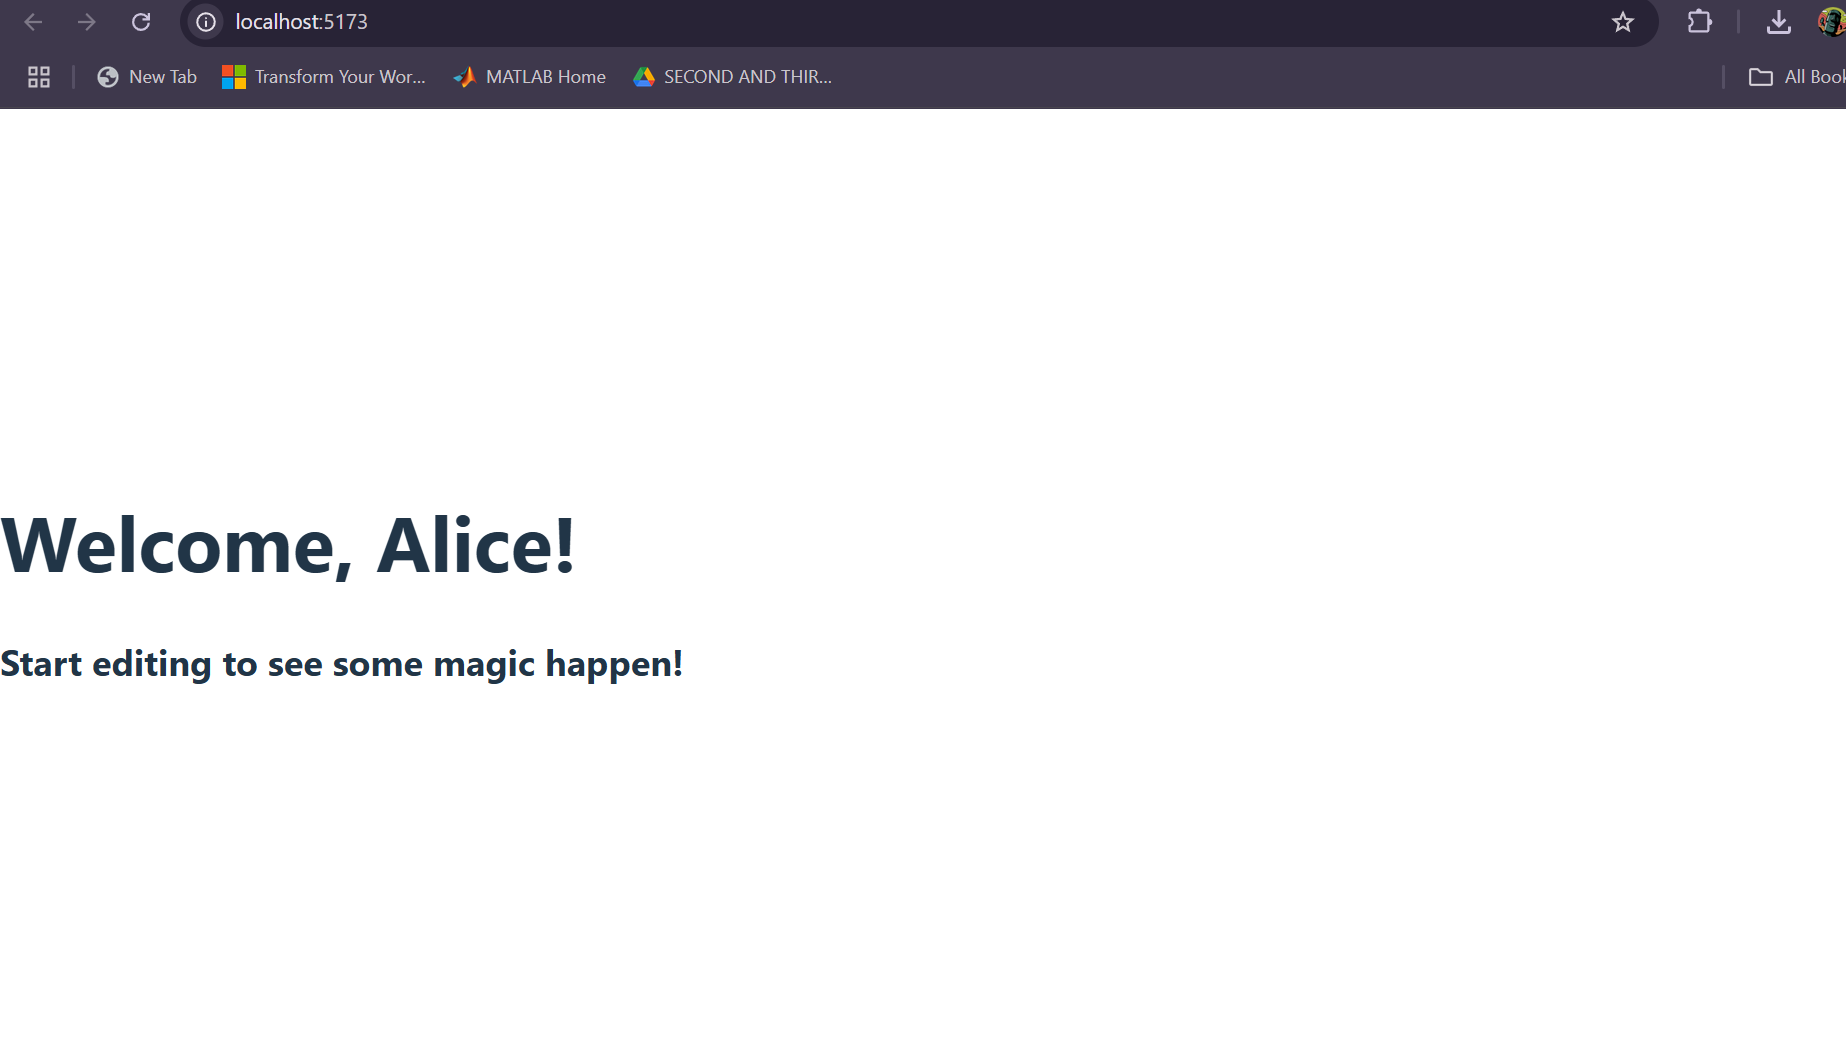 localhost:5173
New Tab
Transform Your Wor...
MATLAB Home
SECOND AND THIR...
All Book
Welcome, Alice!
Start editing to see some magic happen!